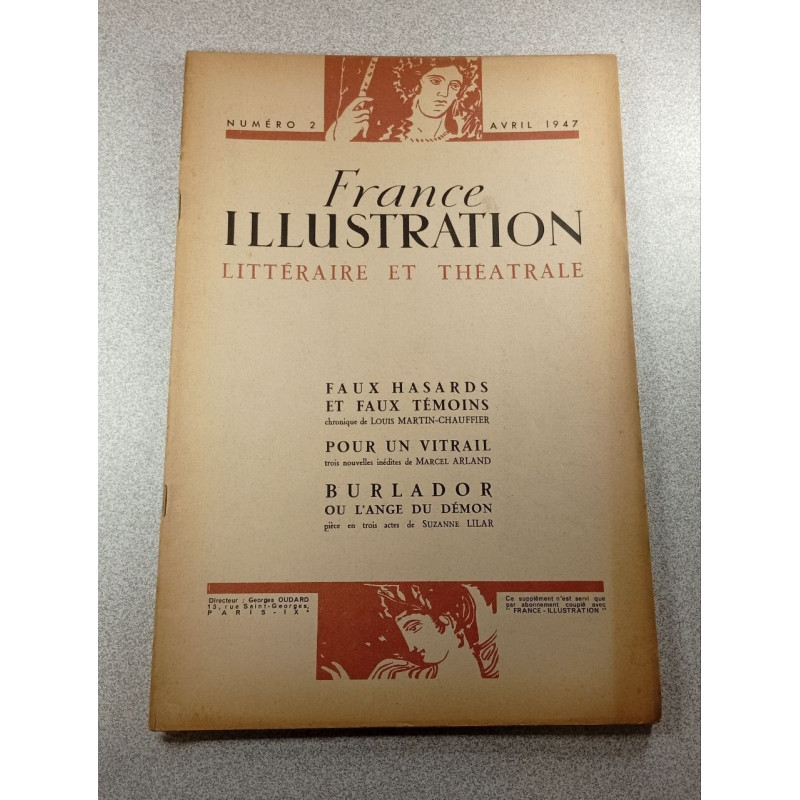 NUMÉRO 2
AVRIL 1947
France
ILLUSTRATION
LITTÉRAIRE ET THÉATRALE
FAUX HASARDS
ET FAUX TÉMOINS
chronique de LOUIS MARTIN-CHAUFFIER
POUR UN VITRAIL
trois nouvelles inédites de MARCEL ARLAND
BURLADOR
OU L'ANGE DU DÉMON
pièce en trois actes de SUZANNE LILAR
Directeur : Georges OUDARD
13, rue Saint-Georges,
PARIS-IXe
Ce supplément n'est servi que
par abonnement couplé avec
"FRANCE-ILLUSTRATION"